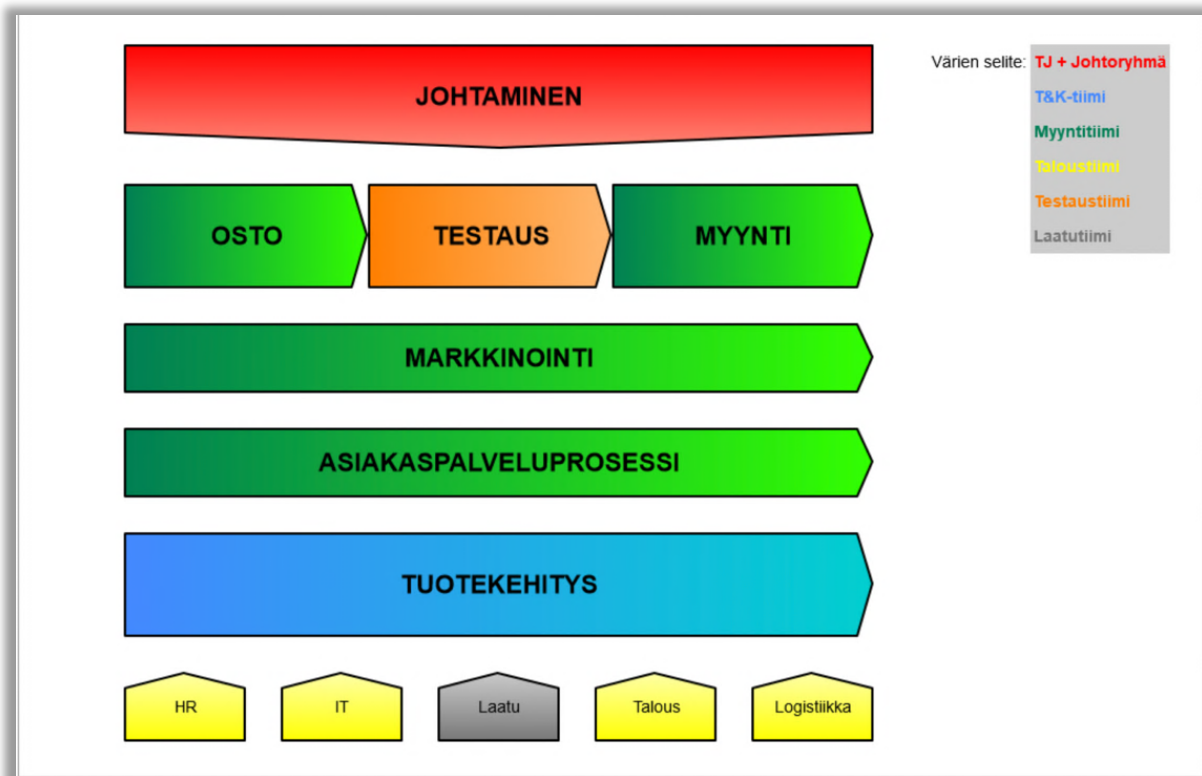 JOHTAMINEN
Värien selite:
TJ + Johtoryhmä
T&K-tiimi
Myyntitiimi
Taloustiimi
Testaustiimi
Laatutiimi
OSTO
TESTAUS
MYYNTI
MARKKINOINTI
ASIAKASPALVELUPROSESSI
TUOTEKEHITYS
HR
IT
Laatu
Talous
Logistiikka